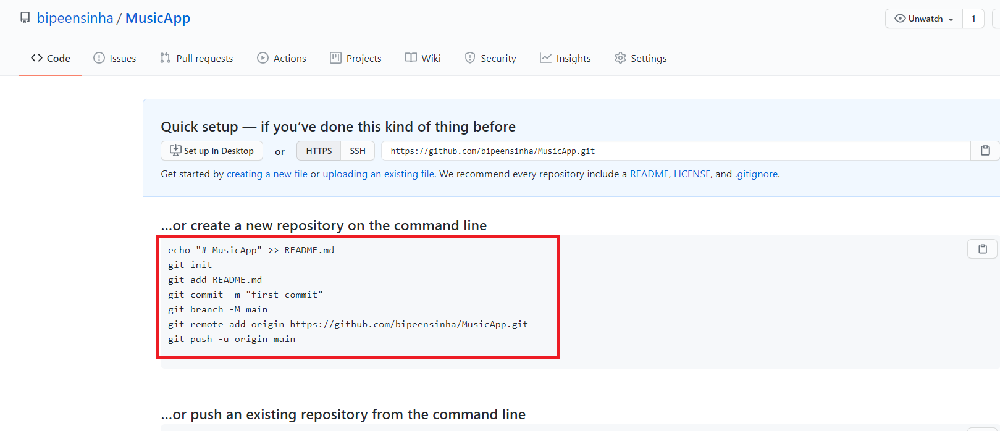 bipeensinha / MusicApp
Unwatch 1
Code Issues Pull requests Actions Projects Wiki Security Insights Settings
Quick setup — if you’ve done this kind of thing before
Set up in Desktop or HTTPS SSH https://github.com/bipeensinha/MusicApp.git
Get started by creating a new file or uploading an existing file. We recommend every repository include a README, LICENSE, and .gitignore.
…or create a new repository on the command line
echo "# MusicApp" >> README.md
git init
git add README.md
git commit -m "first commit"
git branch -M main
git remote add origin https://github.com/bipeensinha/MusicApp.git
git push -u origin main
…or push an existing repository from the command line